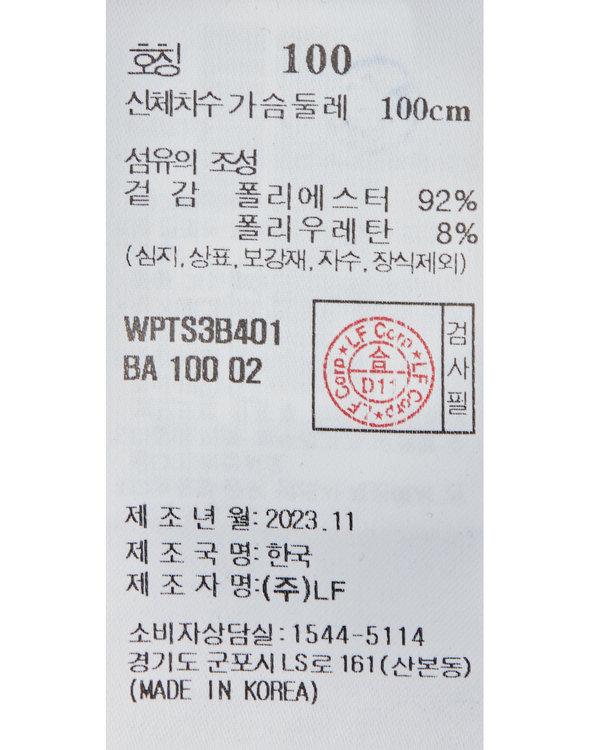 호칭 100
신체치수 가슴둘레 100cm
섬유의 조성
겉 감 폴리에스터 92%
폴리우레탄 8%
(심지, 상표, 보강재, 자수, 장식제외)
WPTS3B401
BA 100 02
LF Corp ★ LF Corp ★ LF Corp ★
합
D11
검사필
제 조 년 월: 2023.11
제 조 국 명: 한국
제 조 자 명:(주)LF
소비자상담실: 1544-5114
경기도 군포시 LS로 161(산본동)
(MADE IN KOREA)